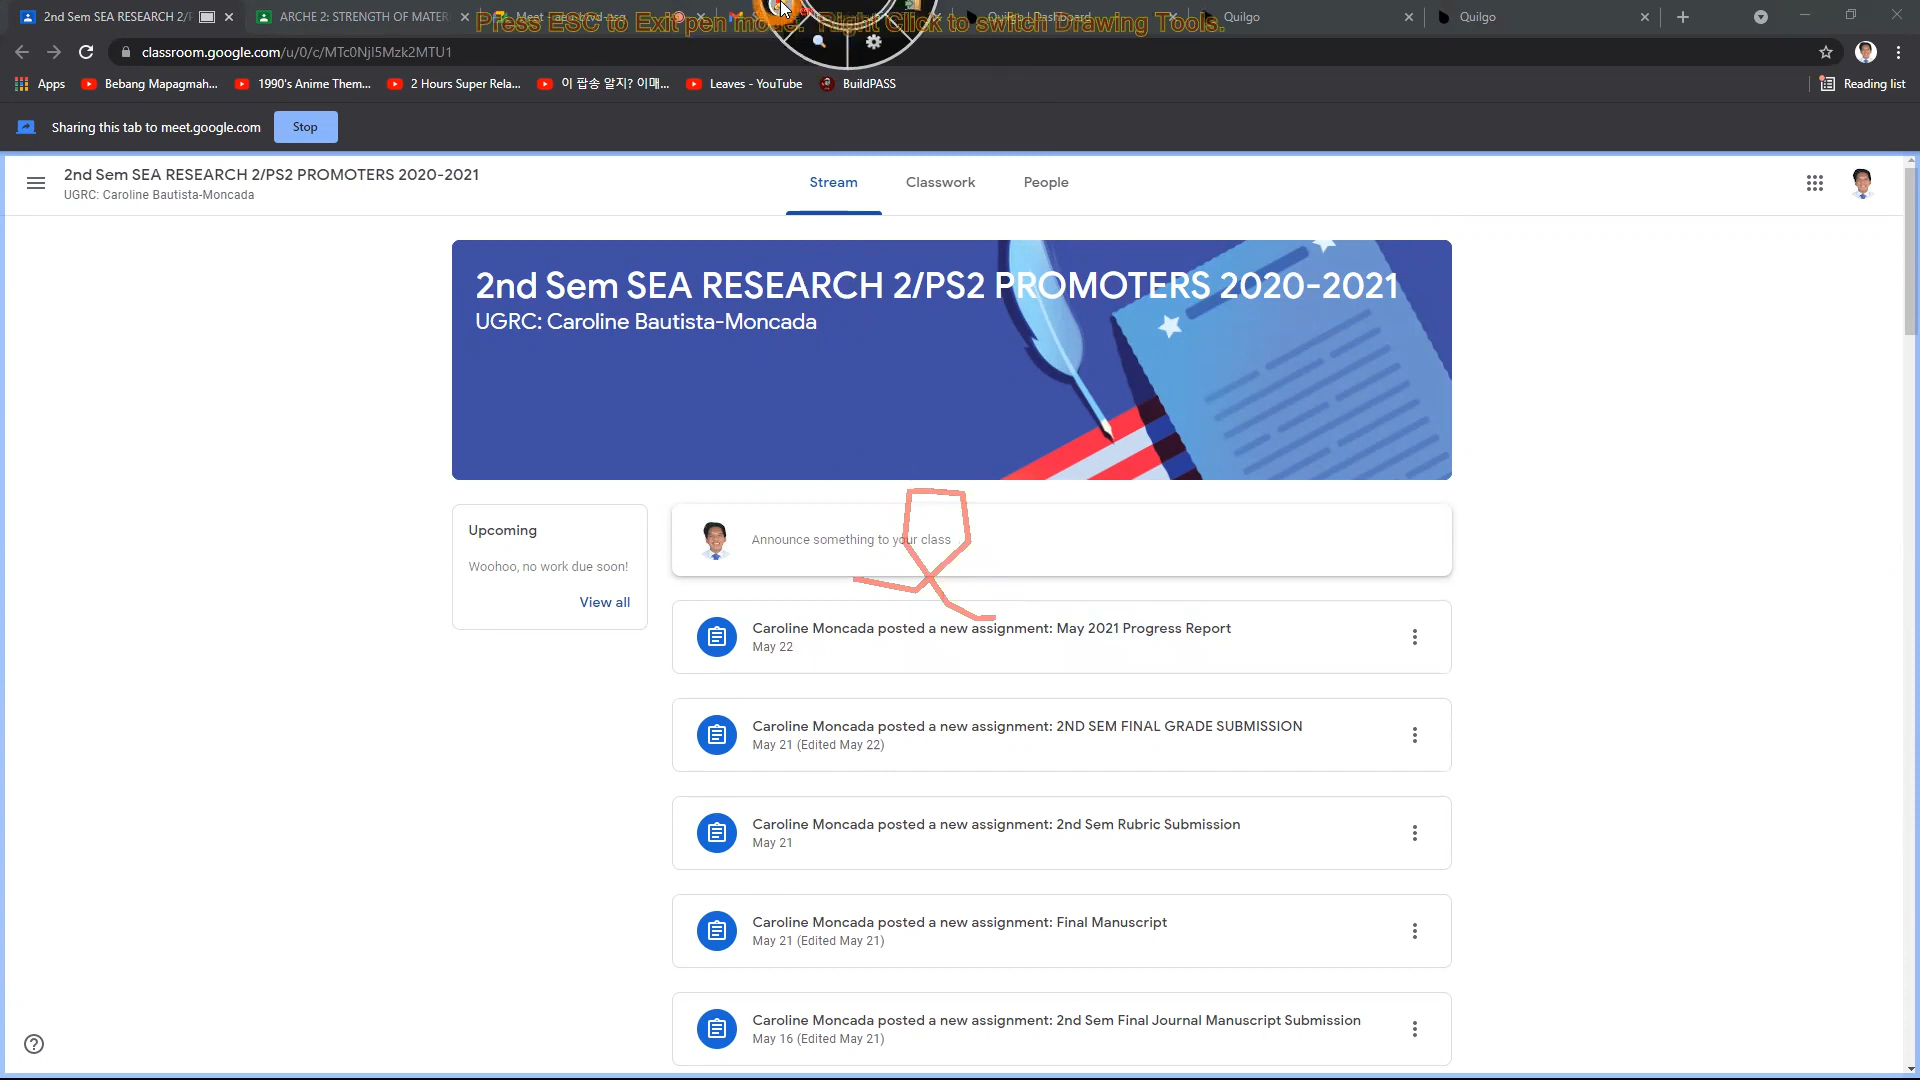 2nd Sem SEA RESEARCH 2/P
ARCHE 2: STRENGTH OF MATER
Meet
Quilgo | Dashboard
Quilgo
Quilgo
Press ESC to Exit pen mode. Right Click to switch Drawing Tools.
classroom.google.com/u/0/c/MTc0NjI5Mzk2MTU1
Apps
Bebang Mapagmah...
1990's Anime Them...
2 Hours Super Rela...
이 팝송 알지? 이매...
Leaves - YouTube
BuildPASS
Reading list
Sharing this tab to meet.google.com
Stop
2nd Sem SEA RESEARCH 2/PS2 PROMOTERS 2020-2021
UGRC: Caroline Bautista-Moncada
Stream
Classwork
People
2nd Sem SEA RESEARCH 2/PS2 PROMOTERS 2020-2021
UGRC: Caroline Bautista-Moncada
Upcoming
Woohoo, no work due soon!
View all
Announce something to your class
Caroline Moncada posted a new assignment: May 2021 Progress Report
May 22
Caroline Moncada posted a new assignment: 2ND SEM FINAL GRADE SUBMISSION
May 21 (Edited May 22)
Caroline Moncada posted a new assignment: 2nd Sem Rubric Submission
May 21
Caroline Moncada posted a new assignment: Final Manuscript
May 21 (Edited May 21)
Caroline Moncada posted a new assignment: 2nd Sem Final Journal Manuscript Submission
May 16 (Edited May 21)